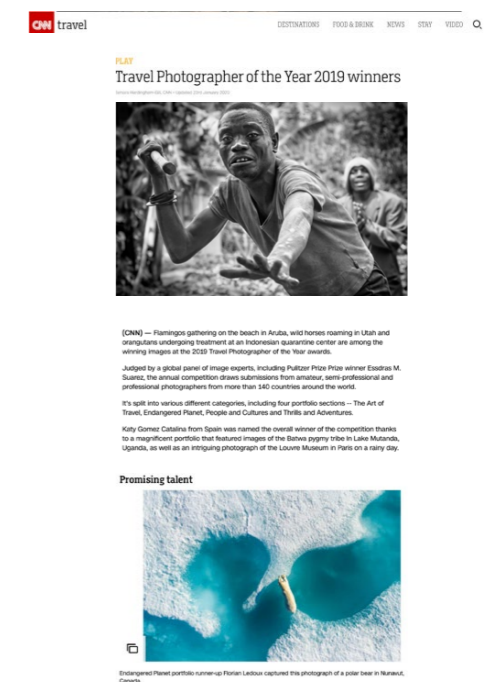 CNN travel
DESTINATIONS FOOD & DRINK NEWS STAY VIDEO
PLAY
Travel Photographer of the Year 2019 winners
(CNN) — Flamingos gathering on the beach in Aruba, wild horses roaming in Utah and
orangutans undergoing treatment at an Indonesian quarantine center are among the
winning images at the 2019 Travel Photographer of the Year awards.
Judged by a global panel of image experts, including Pulitzer Prize Prize winner Essdras M.
Suarez, the annual competition draws submissions from amateur, semi-professional and
professional photographers from more than 140 countries around the world.
It's split into various different categories, including four portfolio sections -- The Art of
Travel, Endangered Planet, People and Cultures and Thrills and Adventures.
Katy Gomez Catalina from Spain was named the overall winner of the competition thanks
to a magnificent portfolio that featured images of the Batwa pygmy tribe in Lake Mutanda,
Uganda, as well as an intriguing photograph of the Louvre Museum in Paris on a rainy day.
Promising talent
Endangered Planet portfolio runner-up Florian Ledoux captured this photograph of a polar bear in Nunavut,
Canada.